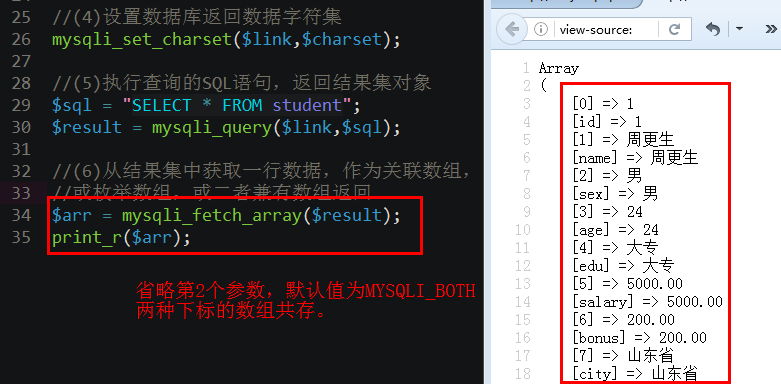 25 //(4)设置数据库返回数据字符集
26 mysqli_set_charset($link,$charset);
27
28 //(5)执行查询的SQL语句，返回结果集对象
29 $sql = "SELECT * FROM student";
30 $result = mysqli_query($link,$sql);
31
32 //(6)从结果集中获取一行数据，作为关联数组，
33 //或枚举数组，或二者兼有数组返回
34 $arr = mysqli_fetch_array($result);
35 print_r($arr);
省略第2个参数，默认值为MYSQLI_BOTH
两种下标的数组共存。
view-source:
1 Array
2 (
3 [0] => 1
4 [id] => 1
5 [1] => 周更生
6 [name] => 周更生
7 [2] => 男
8 [sex] => 男
9 [3] => 24
10 [age] => 24
11 [4] => 大专
12 [edu] => 大专
13 [5] => 5000.00
14 [salary] => 5000.00
15 [6] => 200.00
16 [bonus] => 200.00
17 [7] => 山东省
18 [city] => 山东省